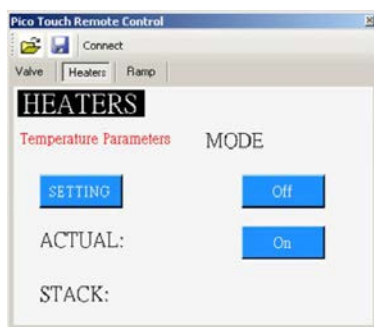 Pico Touch Remote Control
Connect
Valve Heaters Ramp
HEATERS
Temperature Parameters MODE
SETTING Off
ACTUAL: On
STACK: